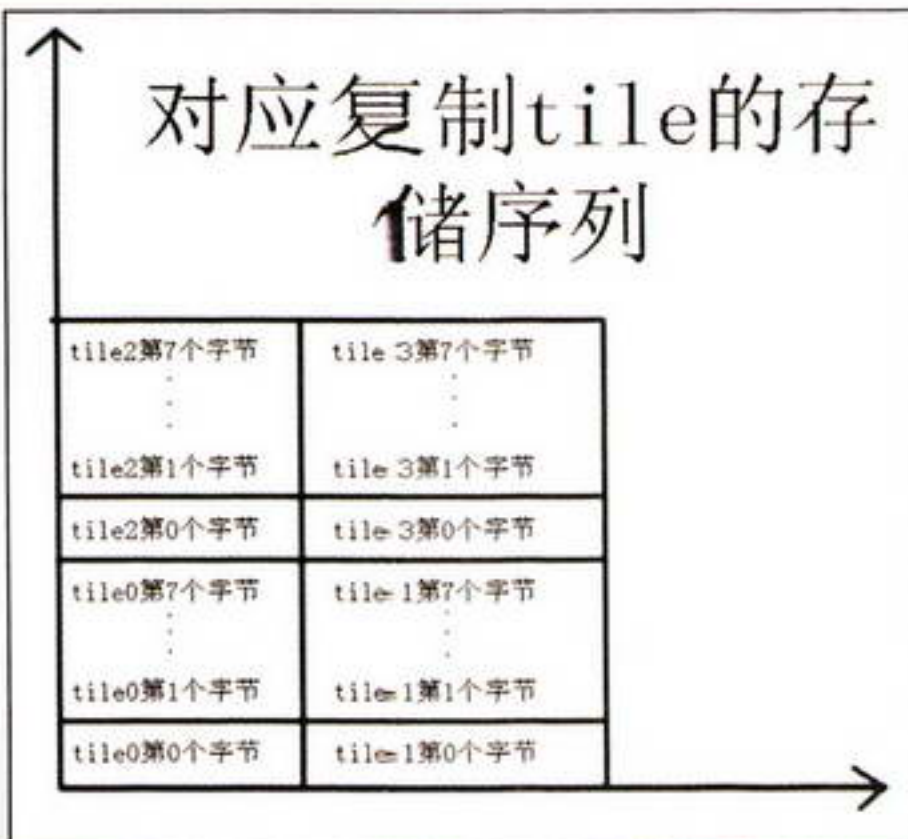 对应复制tile的存
储序列
tile2第7个字节
tile 3第7个字节
tile2第1个字节
tile 3第1个字节
tile2第0个字节
tile 3第0个字节
tile0第7个字节
tile 1第7个字节
tile0第1个字节
tile 1第1个字节
tile0第0个字节
tile 1第0个字节